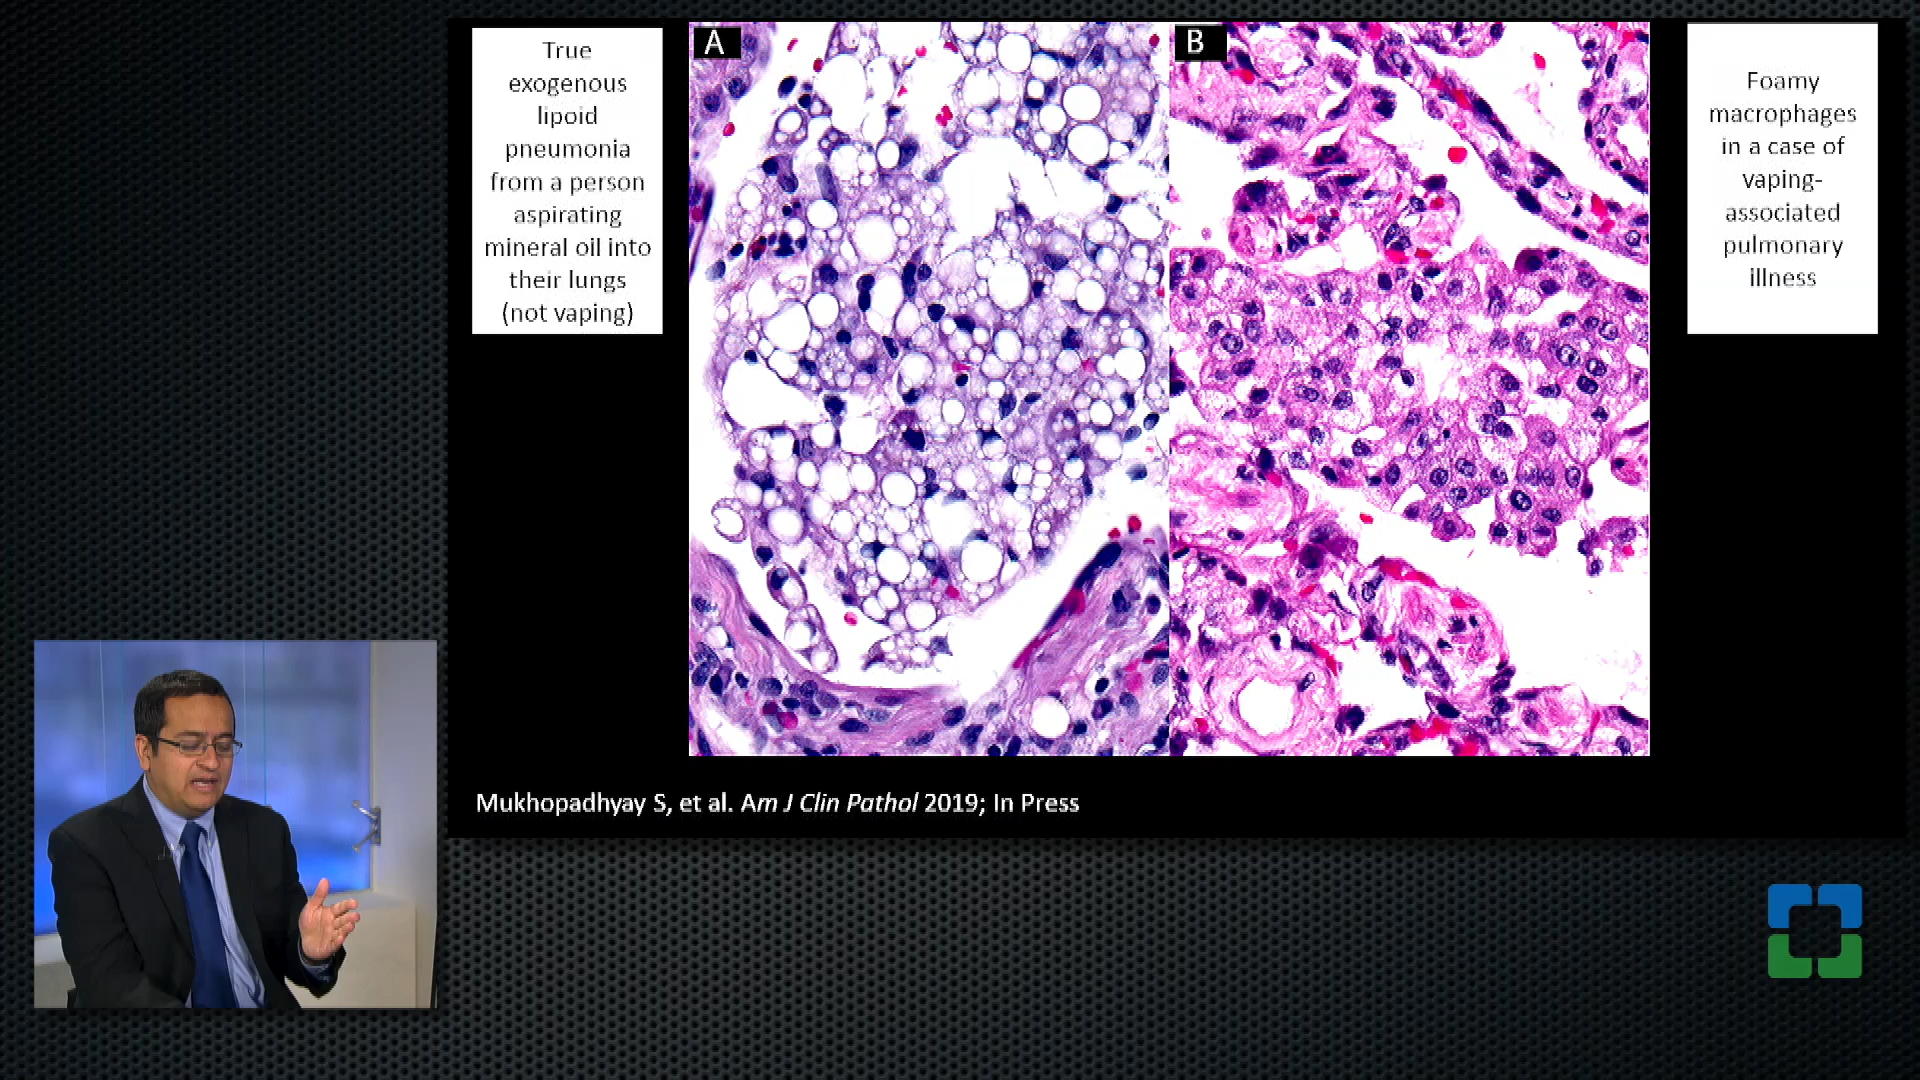 True
exogenous
lipoid
pneumonia
from a person
aspirating
mineral oil into
their lungs
(not vaping)
A
B
Foamy
macrophages
in a case of
vaping-
associated
pulmonary
illness
Mukhopadhyay S, et al. Am J Clin Pathol 2019; In Press